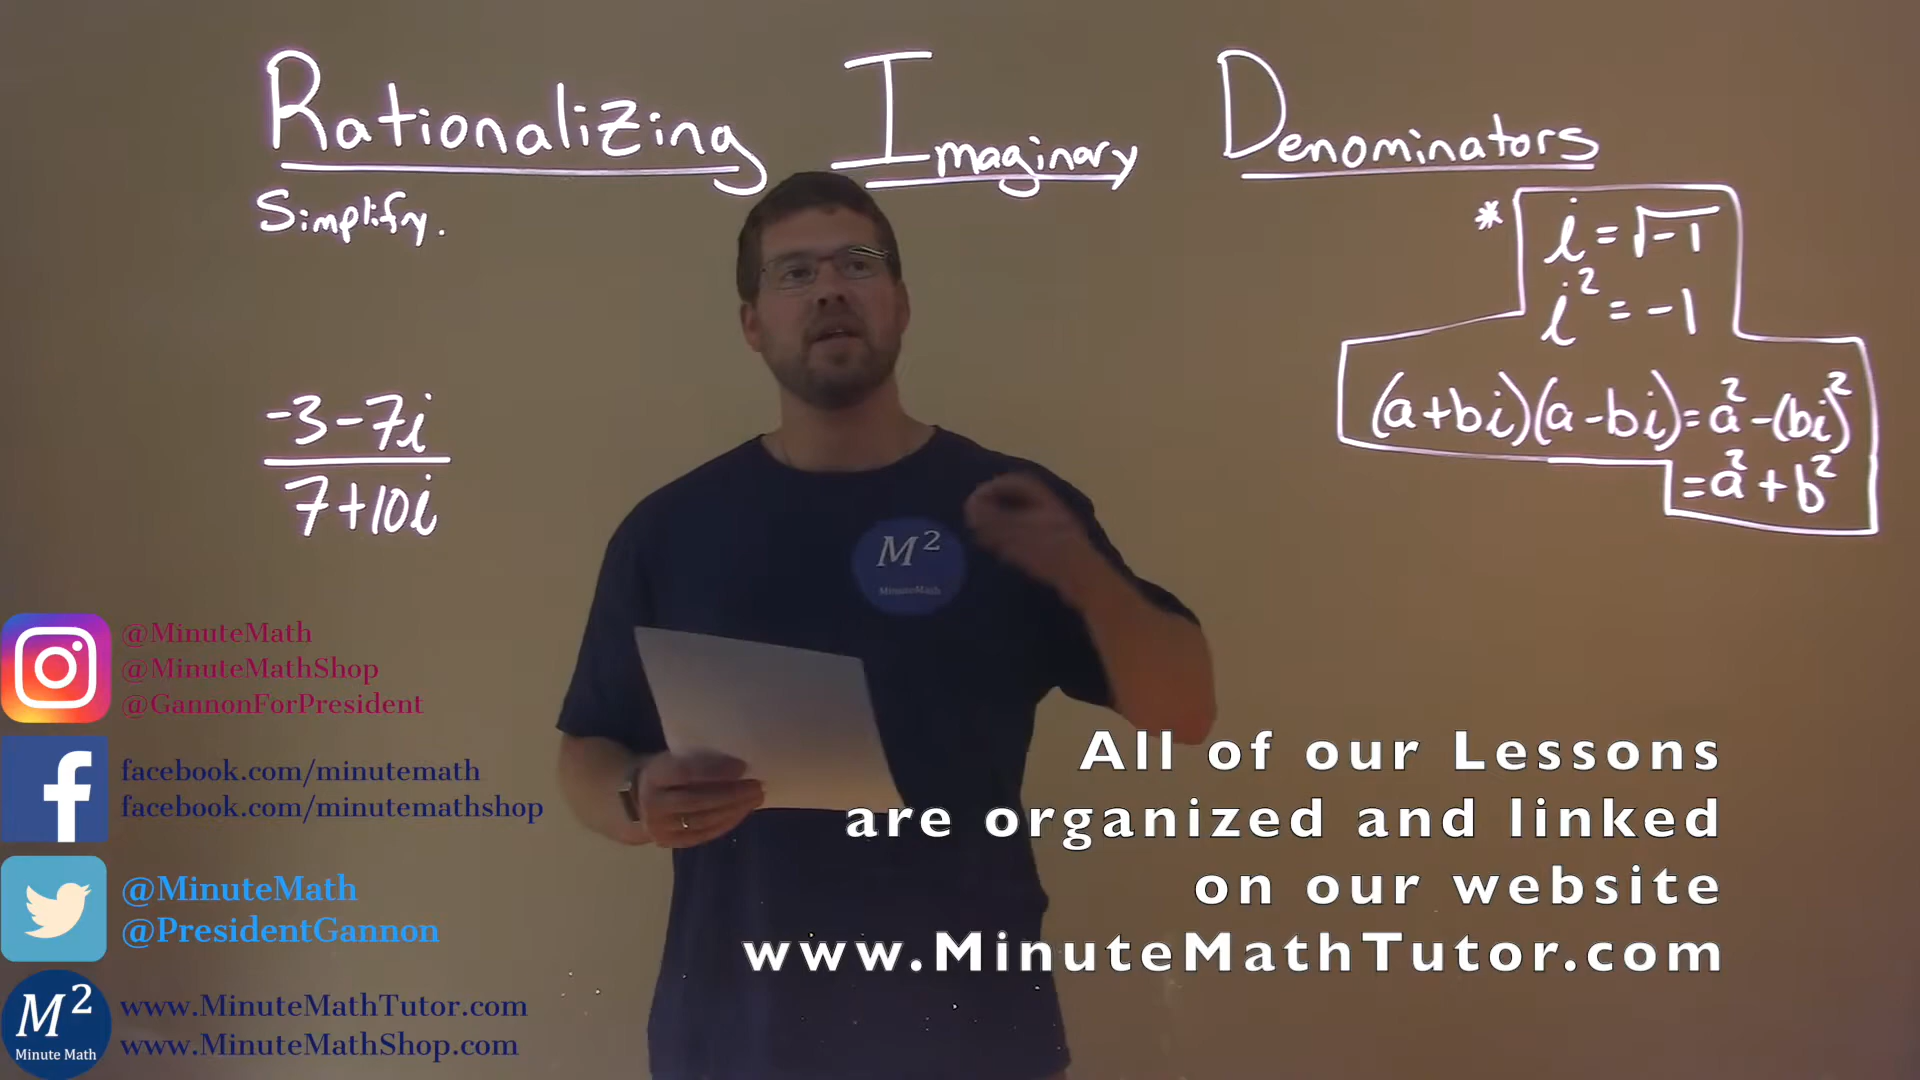 Rationalizing Imaginary Denominators
Simplify.
* i = √-1
i² = -1
(a+bi)(a-bi) = a² - (bi)²
= a² + b²
-3-7i
7+10i
M²
MinuteMath
@MinuteMath
@MinuteMathShop
@GannonForPresident
facebook.com/minutemath
facebook.com/minutemathshop
@MinuteMath
@PresidentGannon
M²
Minute Math
www.MinuteMathTutor.com
www.MinuteMathShop.com
All of our Lessons
are organized and linked
on our website
www.MinuteMathTutor.com